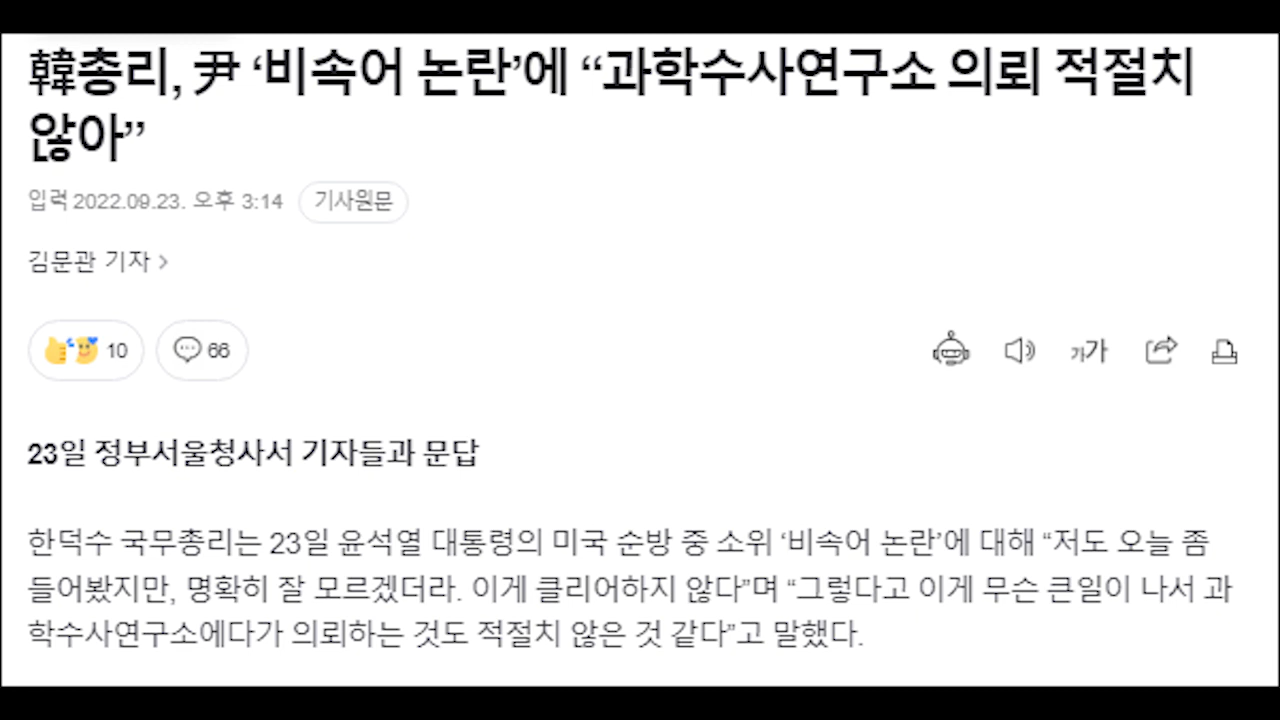 韓총리, 尹 ‘비속어 논란’에 “과학수사연구소 의뢰 적절치
않아”
입력 2022.09.23. 오후 3:14 기사원문
김문관 기자 >
10 66 가가
23일 정부서울청사서 기자들과 문답
한덕수 국무총리는 23일 윤석열 대통령의 미국 순방 중 소위 ‘비속어 논란’에 대해 “저도 오늘 좀
들어봤지만, 명확히 잘 모르겠더라. 이게 클리어하지 않다”며 “그렇다고 이게 무슨 큰일이 나서 과
학수사연구소에다가 의뢰하는 것도 적절치 않은 것 같다”고 말했다.